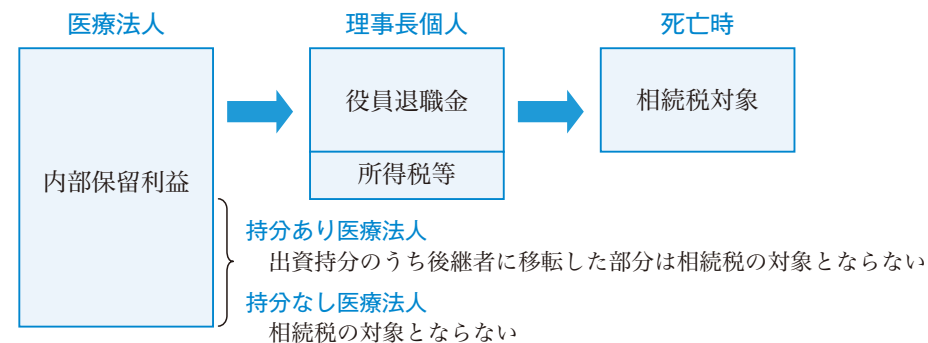 医療法人
理事長個人
死亡時
内部保留利益
役員退職金
所得税等
相続税対象
持分あり医療法人
出資持分のうち後継者に移転した部分は相続税の対象とならない
持分なし医療法人
相続税の対象とならない